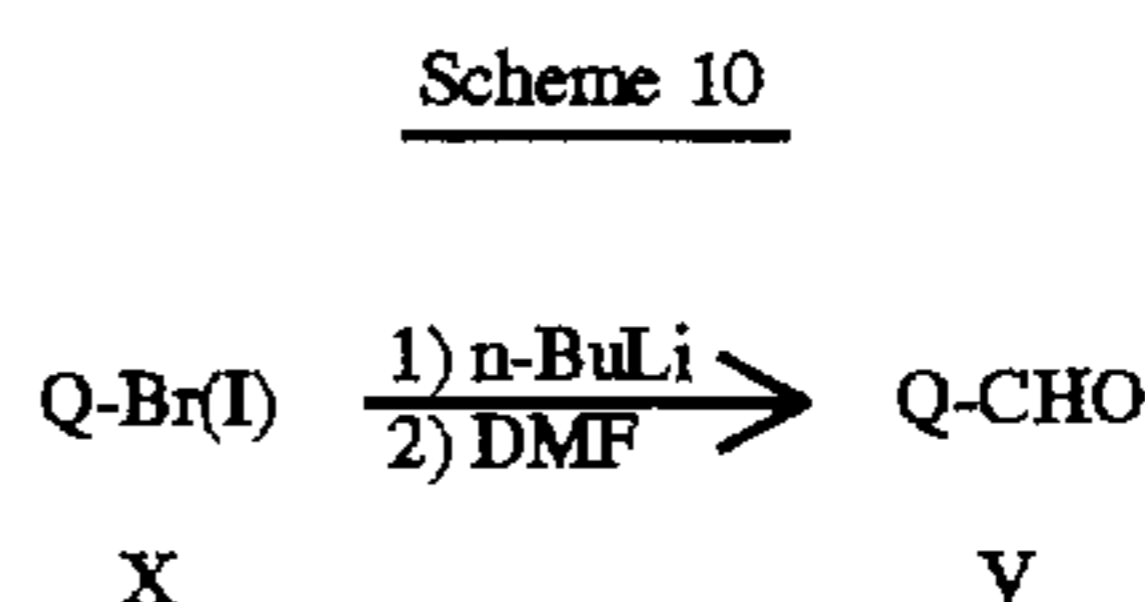 Scheme 10
1) n-BuLi
Q-Br(I) Q-CHO
2) DMF
X V